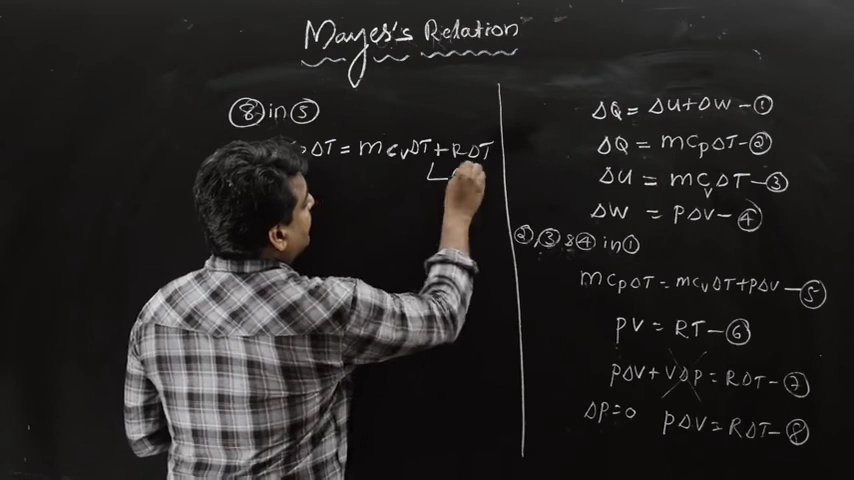 Mayer's Relation
⑧ in ⑤
ΔT = mCvΔT + RΔT
ΔQ = ΔU + ΔW - ①
ΔQ = mCpΔT - ②
ΔU = mCvΔT - ③
ΔW = PΔV - ④
②, ③ & ④ in ①
mCpΔT = mCvΔT + PΔV - ⑤
PV = RT - ⑥
PΔV + VΔP = RΔT - ⑦
ΔP = 0 PΔV = RΔT - ⑧